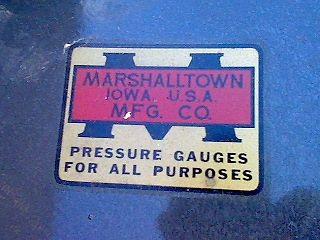 MARSHALLTOWN
IOWA, U.S.A.
MFG. CO.
M
PRESSURE GAUGES
FOR ALL PURPOSES